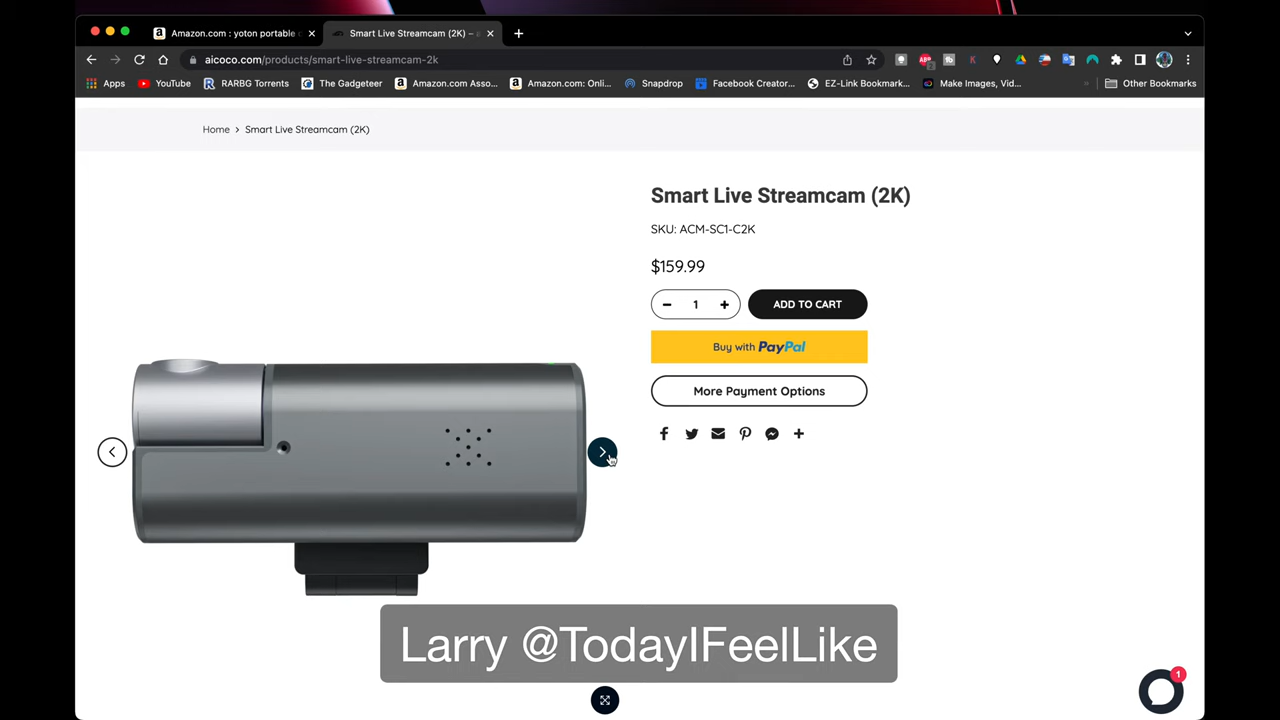 Amazon.com : yoton portable c
Smart Live Streamcam (2K) – a
aicoco.com/products/smart-live-streamcam-2k
Apps
YouTube
RARBG Torrents
The Gadgeteer
Amazon.com Asso...
Amazon.com: Onli...
Snapdrop
Facebook Creator...
EZ-Link Bookmark...
Make Images, Vid...
»
Other Bookmarks
Home > Smart Live Streamcam (2K)
Smart Live Streamcam (2K)
SKU: ACM-SC1-C2K
$159.99
− 1 +
ADD TO CART
Buy with PayPal
More Payment Options
Larry @TodayIFeelLike
1